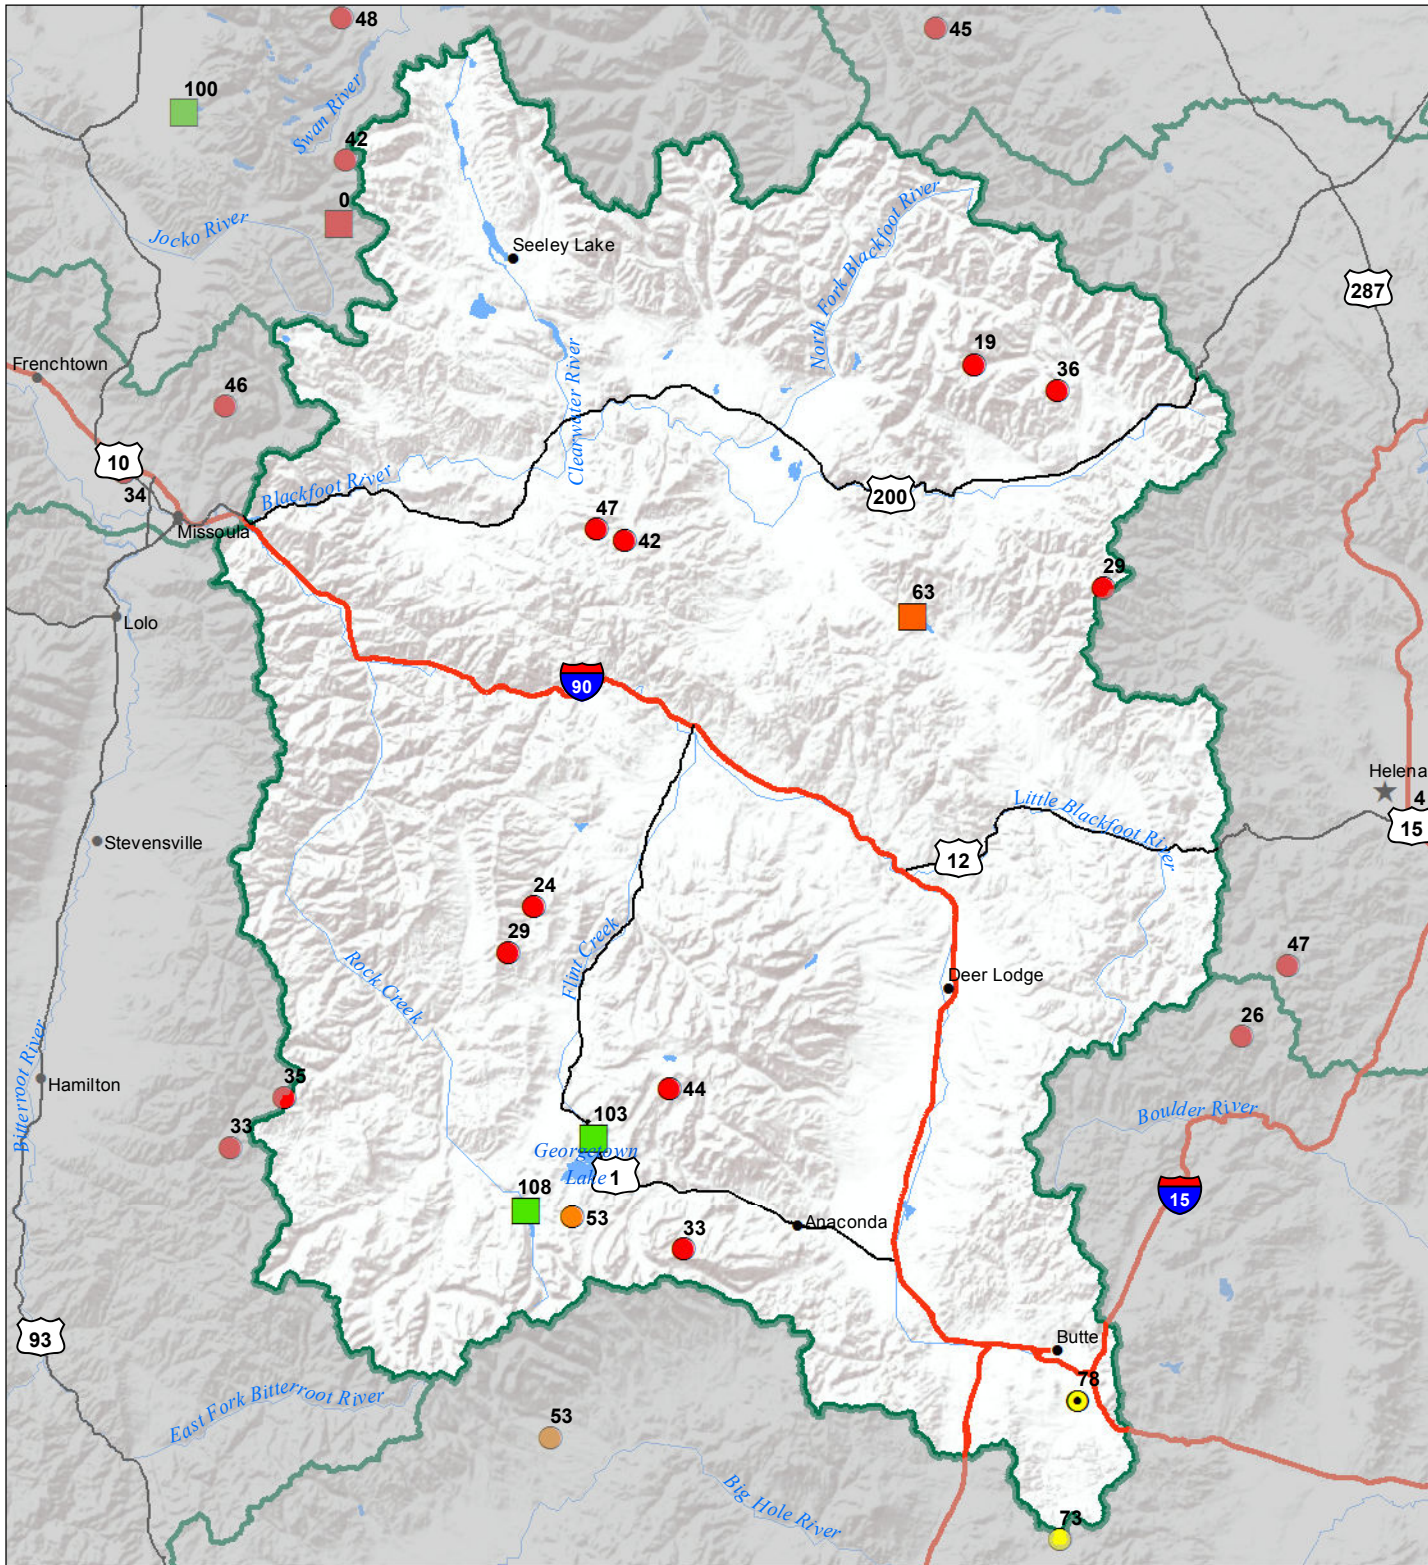 48
45
100
Swan River
42
0
Jocko River
North Fork Blackfoot River
Seeley Lake
287
19
36
Frenchtown
Clearwater River
46
10
34
Blackfoot River
200
Missoula
47
42
29
63
Lolo
90
Helena
Little Blackfoot River
4
15
12
Stevensville
24
29
Flint Creek
Rock Creek
47
Deer Lodge
26
Bitterroot River
Hamilton
35
44
Boulder River
103
33
Georgetown
Lake
1
108
15
53
Anaconda
33
93
Butte
78
East Fork Bitterroot River
53
Big Hole River
73